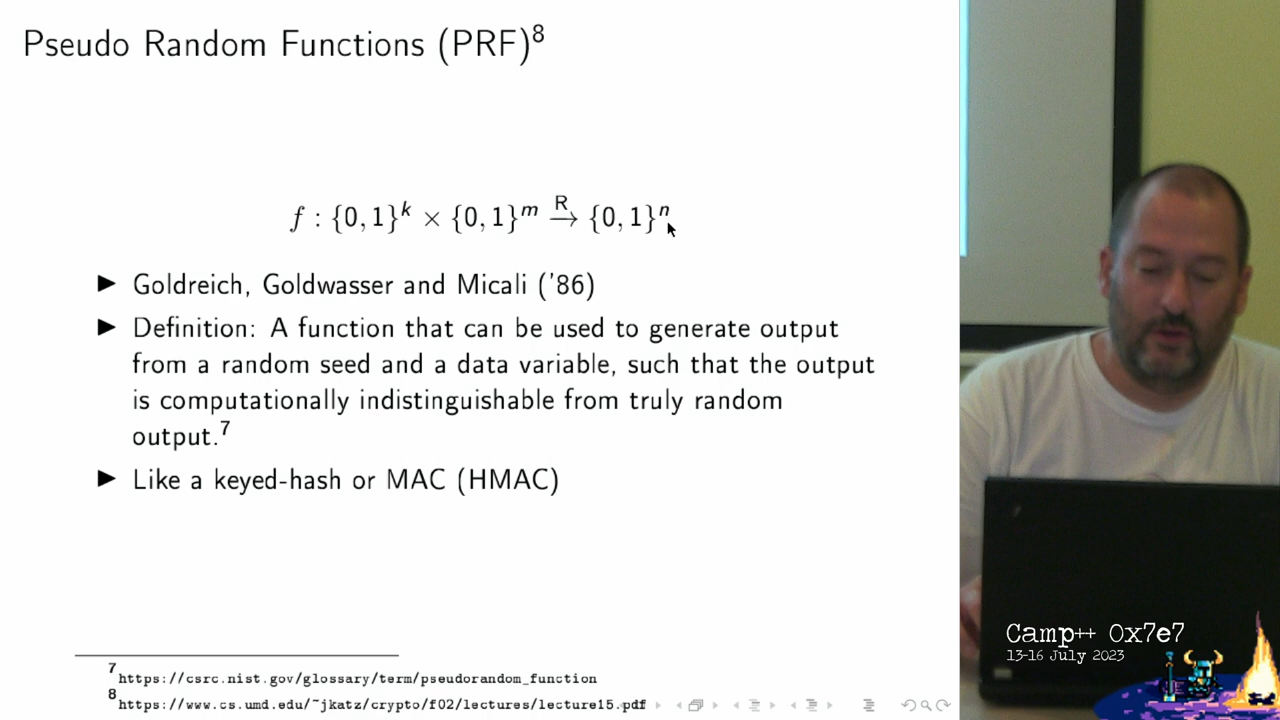 Pseudo Random Functions (PRF)⁸
f : {0, 1}ᵏ × {0, 1}ᵐ →ᴿ {0, 1}ⁿ
▶ Goldreich, Goldwasser and Micali ('86)
▶ Definition: A function that can be used to generate output
from a random seed and a data variable, such that the output
is computationally indistinguishable from truly random
output.⁷
▶ Like a keyed-hash or MAC (HMAC)
⁷https://csrc.nist.gov/glossary/term/pseudorandom_function
⁸https://www.cs.umd.edu/~jkatz/crypto/f02/lectures/lecture15.pdf
Camp++ 0x7e7
13-16 July 2023